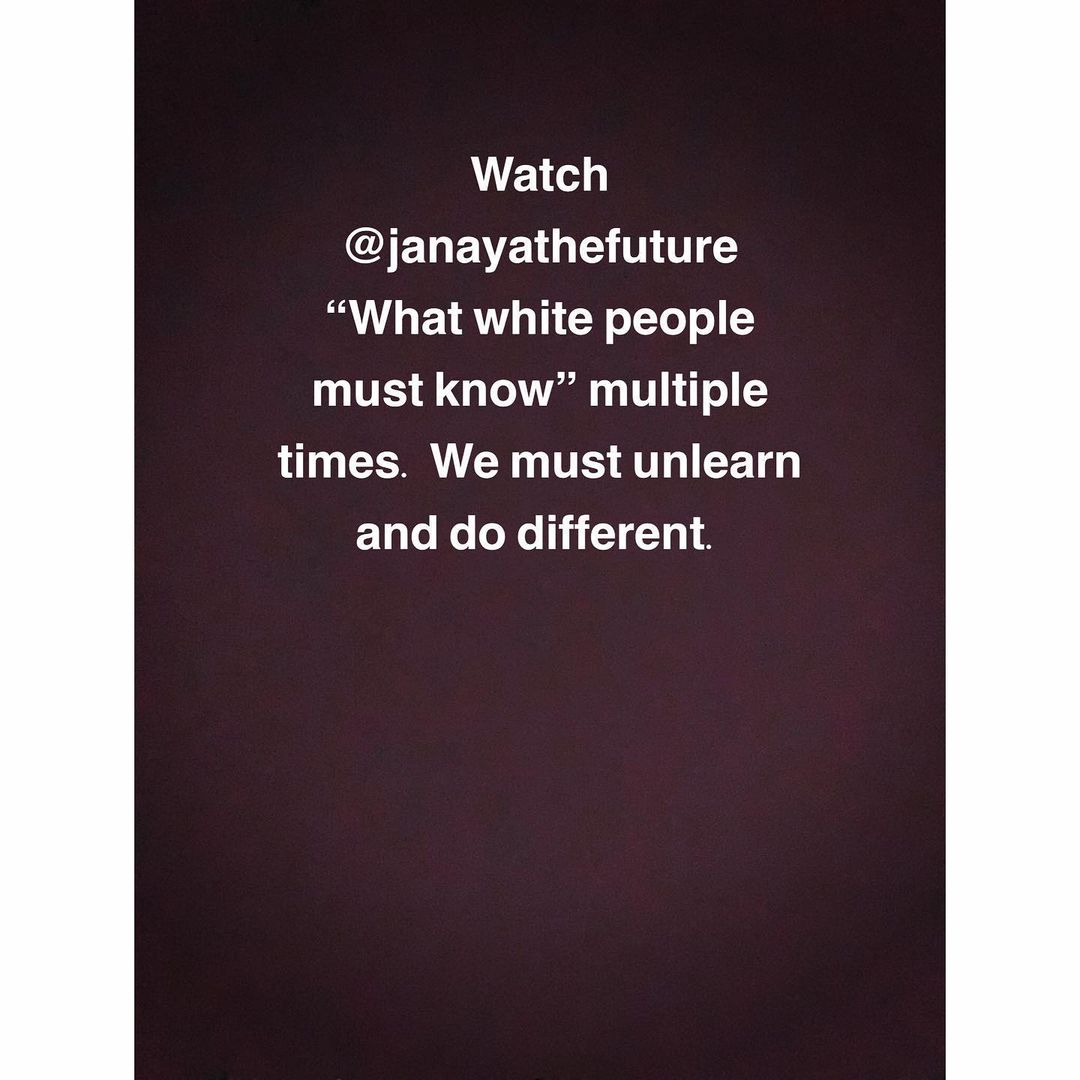 Watch
@janayathefuture
“What white people
must know” multiple
times.  We must unlearn
and do different.